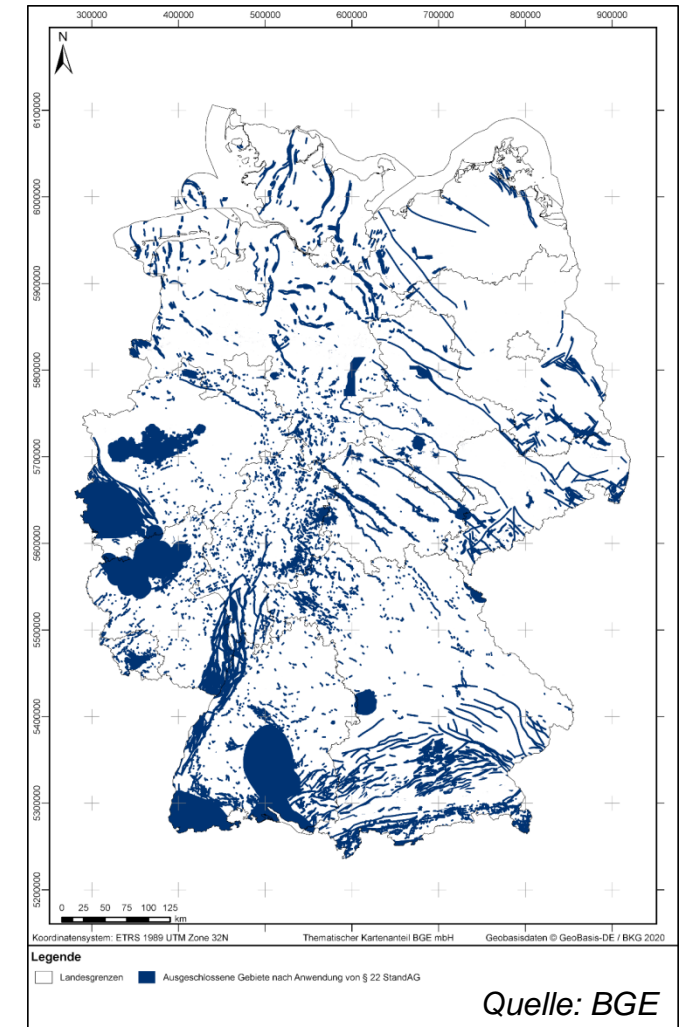 300000 400000 500000 600000 700000 800000 900000
N
6100000
6000000
5900000
5800000
5700000
5600000
5500000
5400000
5300000
5200000
0 25 50 75 100 125
km
Koordinatensystem: ETRS 1989 UTM Zone 32N Thematischer Kartenanteil BGE mbH Geobasisdaten © GeoBasis-DE / BKG 2020
Legende
Landesgrenzen Ausgeschlossene Gebiete nach Anwendung von § 22 StandAG
Quelle: BGE